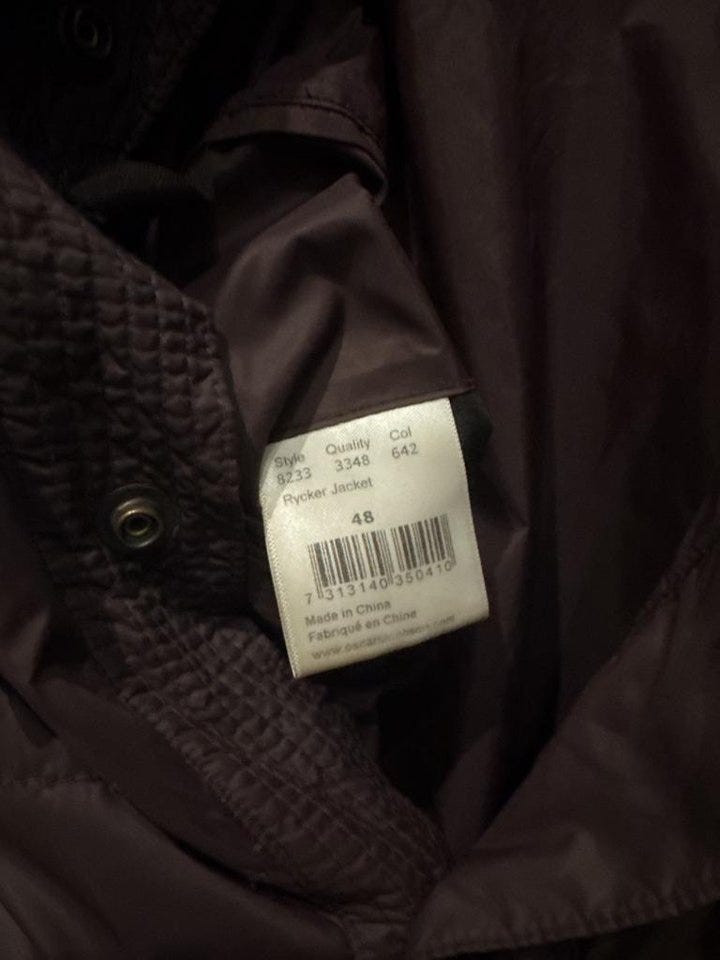 Style Quality Col
8233 3348 642
Rycker Jacket
48
7 313140 350410
Made in China
Fabriqué en Chine